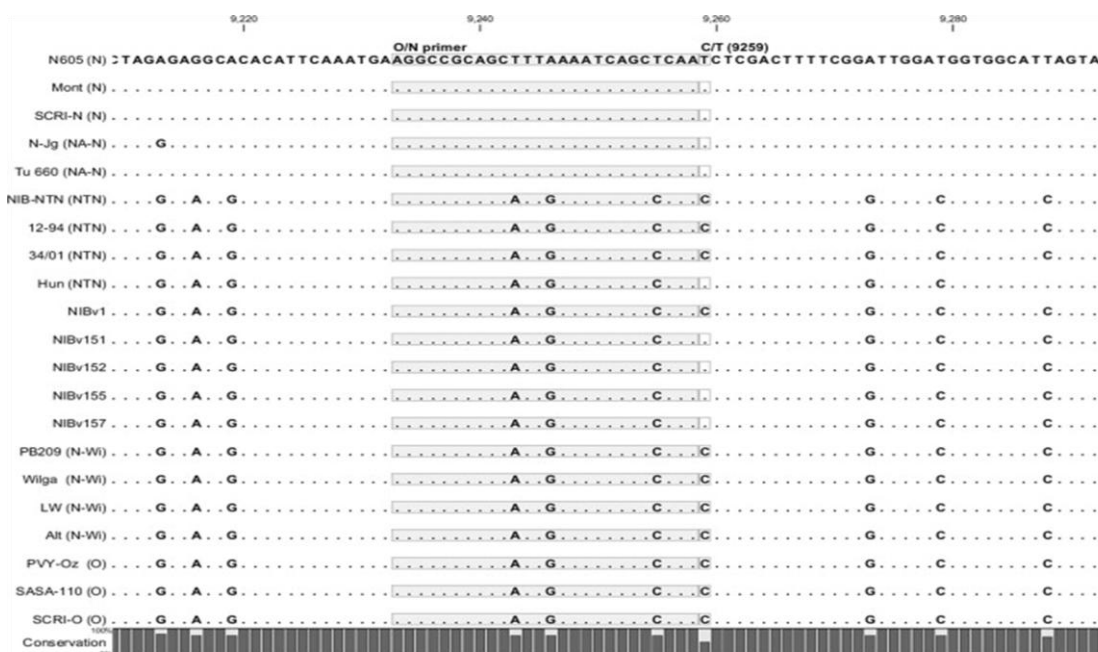 9,220 9,240 9,260 9,280
O/N primer C/T (9259)
N605 (N) CTAGAGAGGCACACATTCAAATGAAGGCCGCAGCTTTAAAATCAGCTCAATCTCGACTTTTCGGATTGGATGGTGGCATTAGTA
Mont (N) ....................................................................................
SCRI-N (N) ....................................................................................
N-Jg (NA-N) ....G...............................................................................
Tu 660 (NA-N) ....................................................................................
NIB-NTN (NTN) ....G..A..G.......................A..G........C...C.............G.....C........C....
12-94 (NTN) ....G..A..G.......................A..G........C...C.............G.....C........C....
34/01 (NTN) ....G..A..G.......................A..G........C...C.............G.....C........C....
Hun (NTN) ....G..A..G.......................A..G........C.................G.....C.............
NIBv1 ....G..A..G.......................A..G........C...C.............G.....C........C....
NIBv151 ....G..A..G.......................A..G........C.................G.....C........C....
NIBv152 ....G..A..G.......................A..G........C.................G.....C........C....
NIBv155 ....G..A..G.......................A..G........C.................G.....C........C....
NIBv157 ....G..A..G.......................A..G........C.................G.....C........C....
PB209 (N-Wi) ....G..A..G.......................A..G........C...C.............G.....C........C....
Wilga (N-Wi) ....G..A..G.......................A..G........C...C.............G.....C........C....
LW (N-Wi) ....G..A..G.......................A..G........C...C.............G.....C........C....
Alt (N-Wi) ....G..A..G.......................A..G........C...C.............G.....C........C....
PVY-Oz (O) ....G..A..G.......................A..G........C...C.............G.....C........C....
SASA-110 (O) ....G..A..G.......................A..G........C...C.............G.....C........C....
SCRI-O (O) ....G..A..G.......................A..G........C...C.............G.....C........C....
100%
Conservation